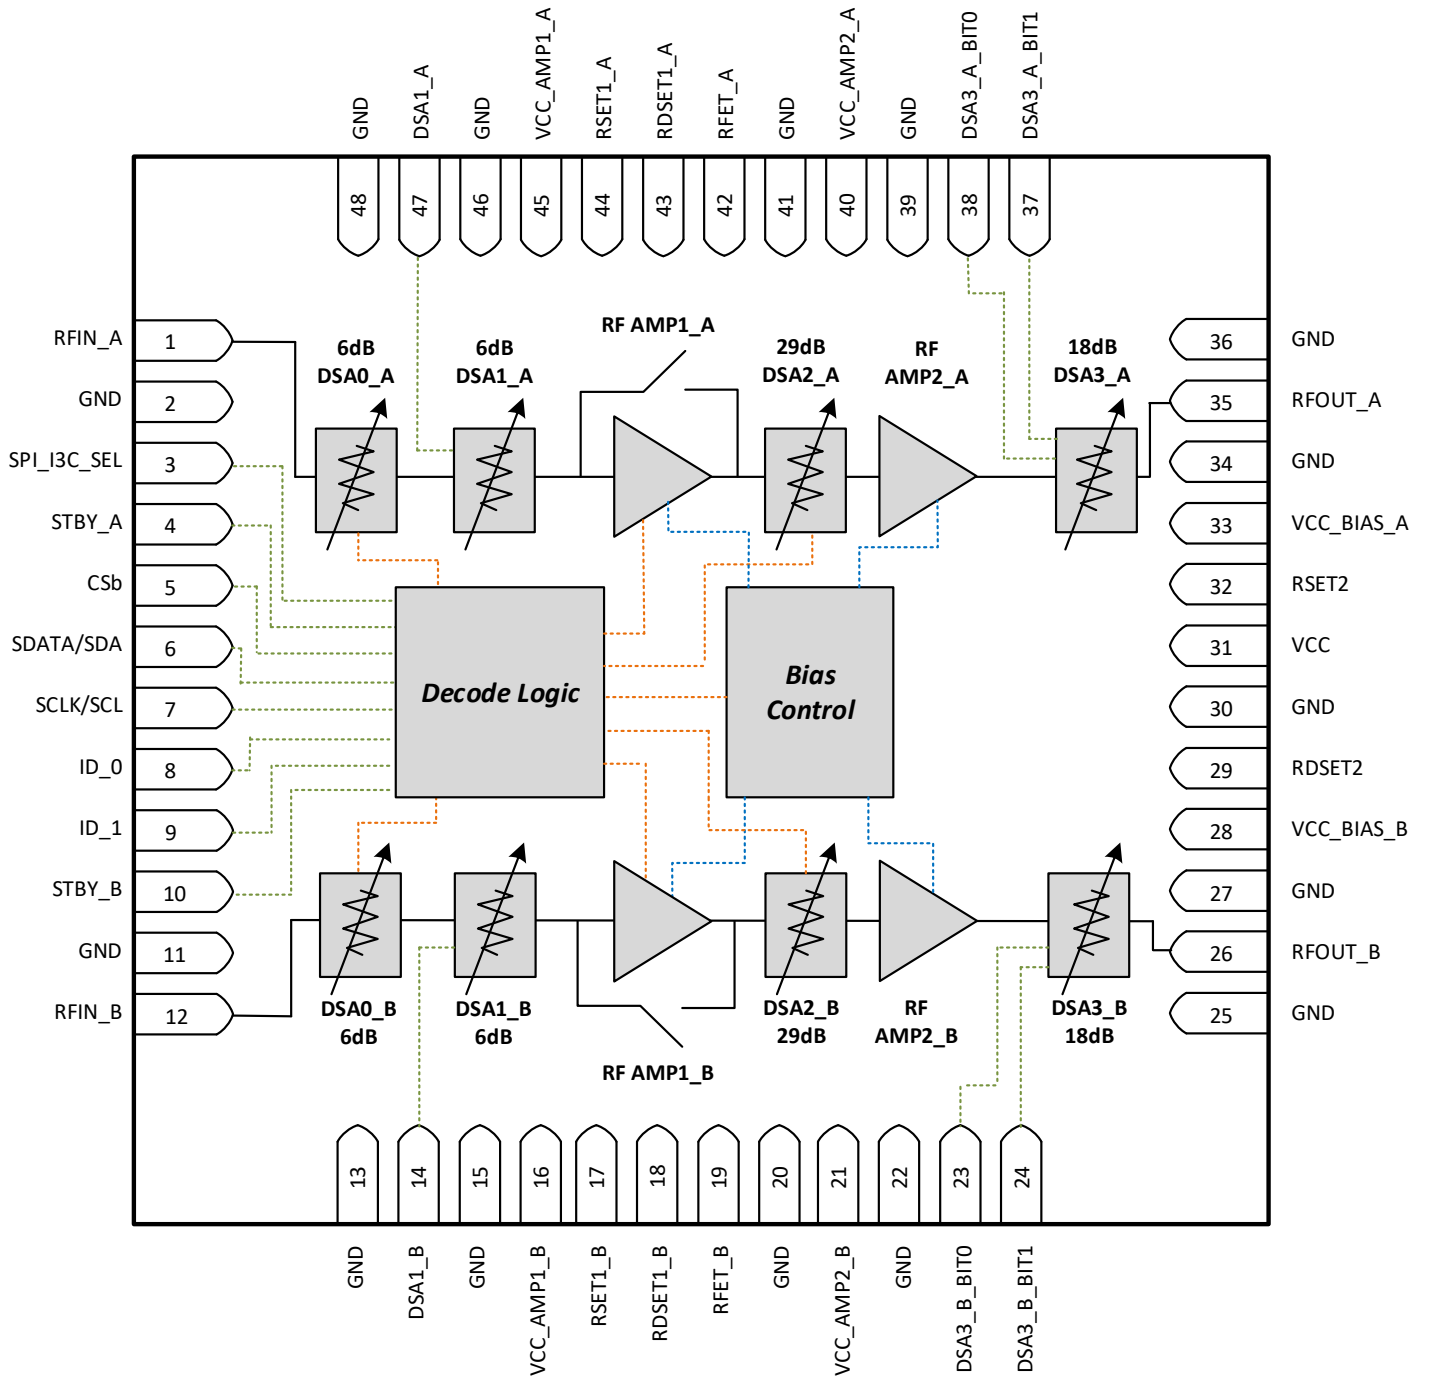 GND
DSA1_A
GND
VCC_AMP1_A
RSET1_A
RDSET1_A
RFET_A
GND
VCC_AMP2_A
GND
DSA3_A_BIT0
DSA3_A_BIT1
48
47
46
45
44
43
42
41
40
39
38
37
RFIN_A
1
GND
2
SPI_I3C_SEL
3
STBY_A
4
CSb
5
SDATA/SDA
6
SCLK/SCL
7
ID_0
8
ID_1
9
STBY_B
10
GND
11
RFIN_B
12
6dB
DSA0_A
6dB
DSA1_A
RF AMP1_A
29dB
DSA2_A
RF
AMP2_A
18dB
DSA3_A
Decode Logic
Bias
Control
DSA0_B
6dB
DSA1_B
6dB
RF AMP1_B
DSA2_B
29dB
RF
AMP2_B
DSA3_B
18dB
36
GND
35
RFOUT_A
34
GND
33
VCC_BIAS_A
32
RSET2
31
VCC
30
GND
29
RDSET2
28
VCC_BIAS_B
27
GND
26
RFOUT_B
25
GND
13
14
15
16
17
18
19
20
21
22
23
24
GND
DSA1_B
GND
VCC_AMP1_B
RSET1_B
RDSET1_B
RFET_B
GND
VCC_AMP2_B
GND
DSA3_B_BIT0
DSA3_B_BIT1